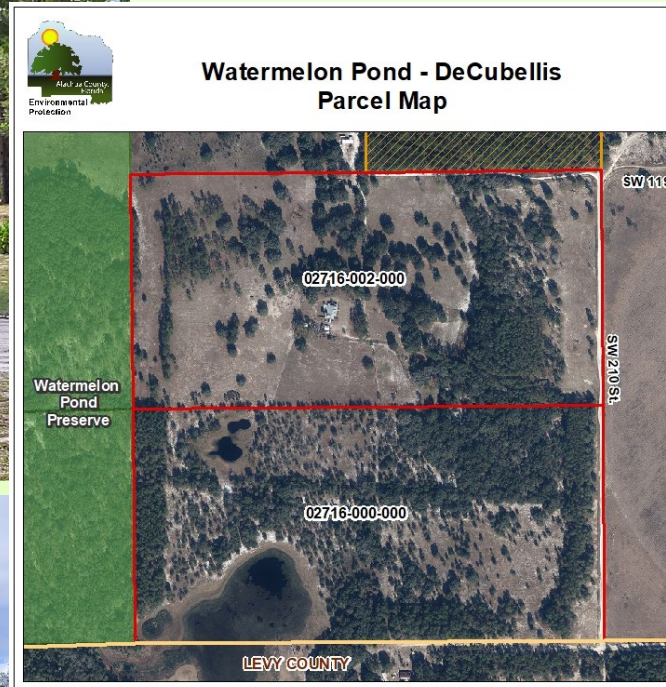 Alachua County,
Florida
Environmental
Protection
Watermelon Pond - DeCubellis
Parcel Map
SW 119
02716-002-000
SW 210 St.
Watermelon
Pond
Preserve
02716-000-000
LEVY COUNTY